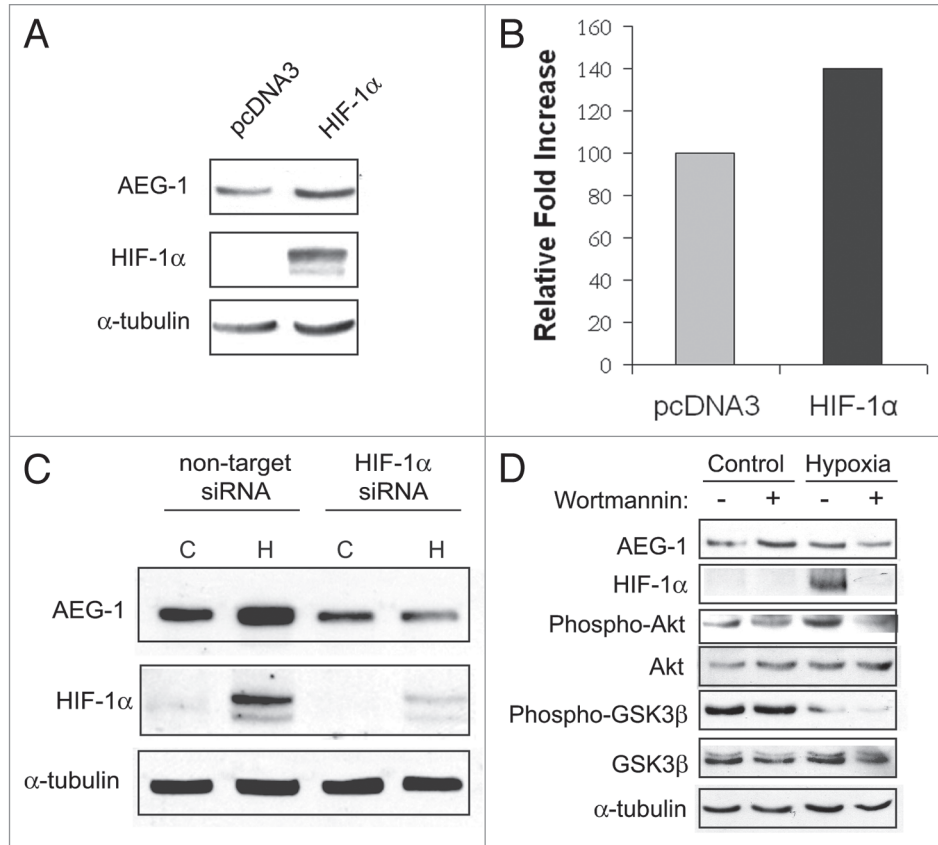 A
pcDNA3
HIF-1α
AEG-1
HIF-1α
α-tubulin
B
Relative Fold Increase
160
140
120
100
80
60
40
20
0
pcDNA3
HIF-1α
C
non-target
siRNA
HIF-1α
siRNA
C H C H
AEG-1
HIF-1α
α-tubulin
D
Control Hypoxia
Wortmannin: - + - +
AEG-1
HIF-1α
Phospho-Akt
Akt
Phospho-GSK3β
GSK3β
α-tubulin